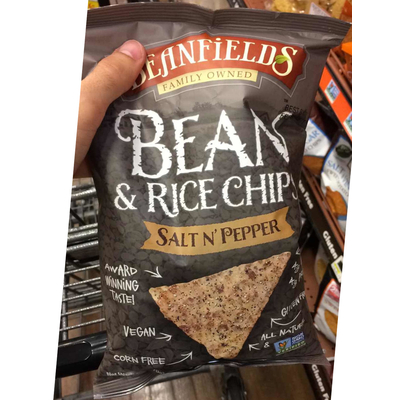 BEANFIELDS
FAMILY OWNED
BEAN
& RICE CHIPS
SALT N' PEPPER
AWARD
WINNING
TASTE!
VEGAN
CORN FREE
ALL NATURAL
&
Gluten